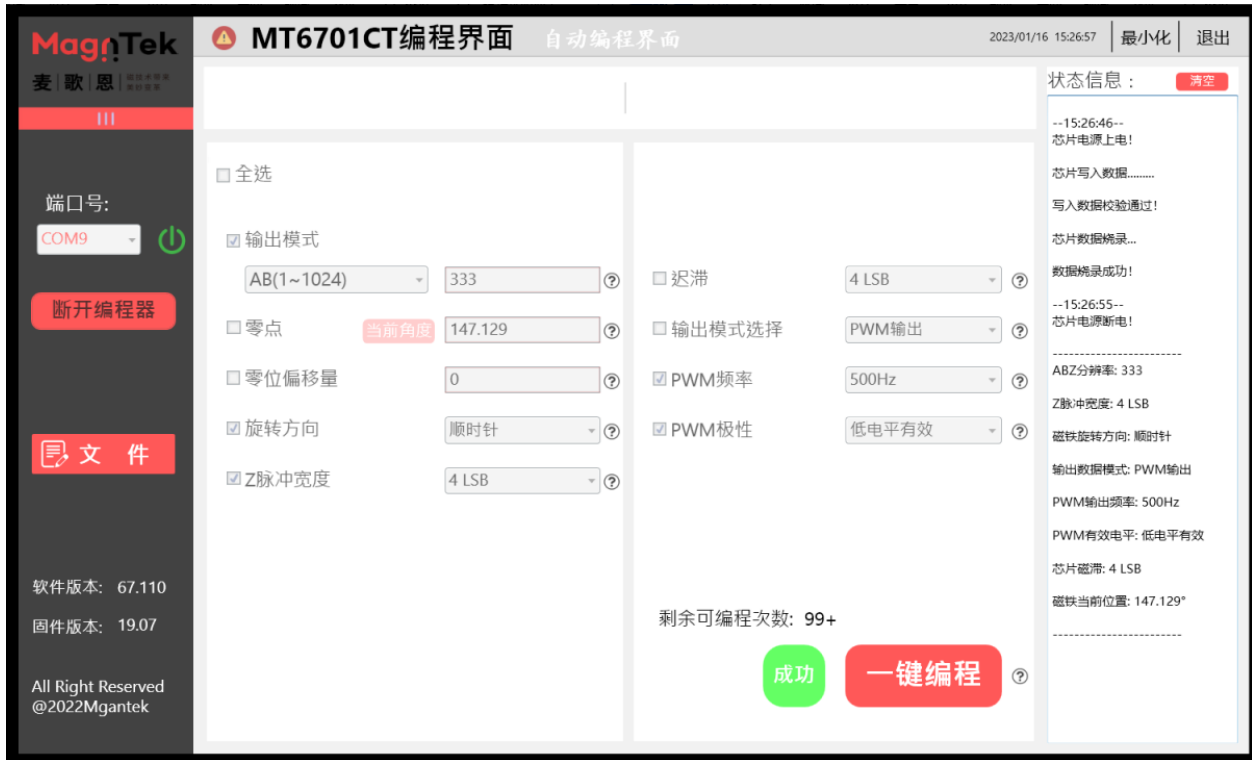 MagnTek
麦|歌|恩
MT6701CT编程界面
自动编程界面
2023/01/16 15:26:57
最小化
退出
端口号:
COM9
断开编程器
文 件
软件版本: 67.110
固件版本: 19.07
All Right Reserved
@2022Mgantek
全选
输出模式
AB(1~1024)
333
零点
当前角度
147.129
零位偏移量
0
旋转方向
顺时针
Z脉冲宽度
4 LSB
迟滞
4 LSB
输出模式选择
PWM输出
PWM频率
500Hz
PWM极性
低电平有效
剩余可编程次数: 99+
成功
一键编程
状态信息：
清空
--15:26:46--
芯片电源上电!
芯片写入数据.........
写入数据校验通过!
芯片数据烧录...
数据烧录成功!
--15:26:55--
芯片电源断电!
-------------------------
ABZ分辨率: 333
Z脉冲宽度: 4 LSB
磁铁旋转方向: 顺时针
输出数据模式: PWM输出
PWM输出频率: 500Hz
PWM有效电平: 低电平有效
芯片磁滞: 4 LSB
磁铁当前位置: 147.129°
-------------------------